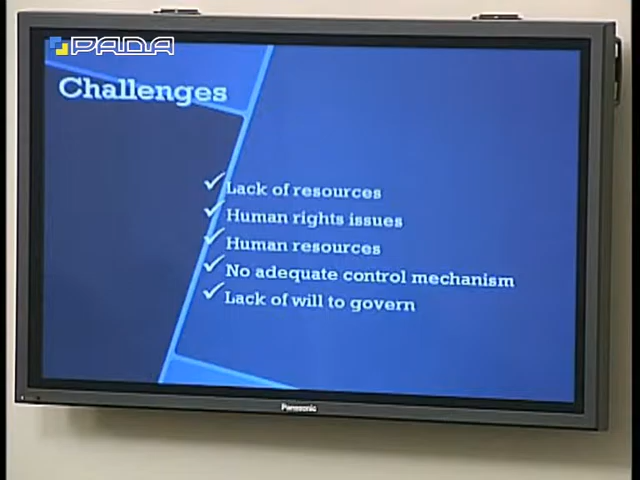 PADA
Challenges
Lack of resources
Human rights issues
Human resources
No adequate control mechanism
Lack of will to govern
Panasonic